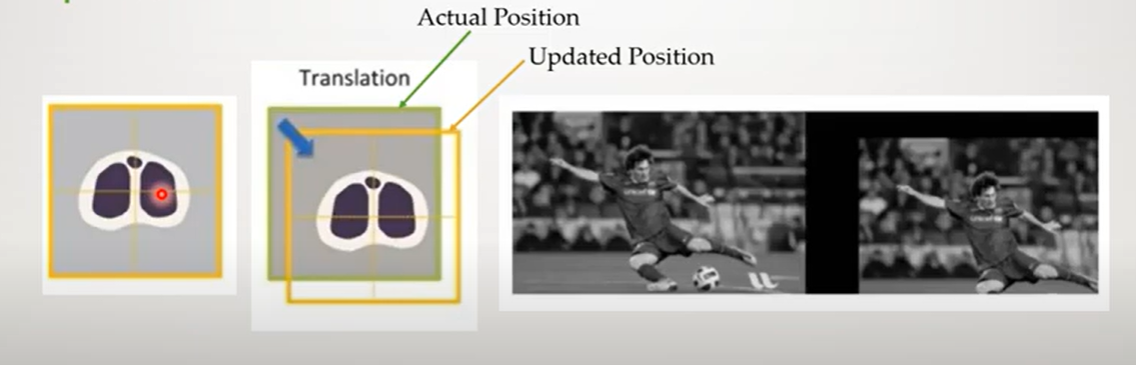 Actual Position
Updated Position
Translation